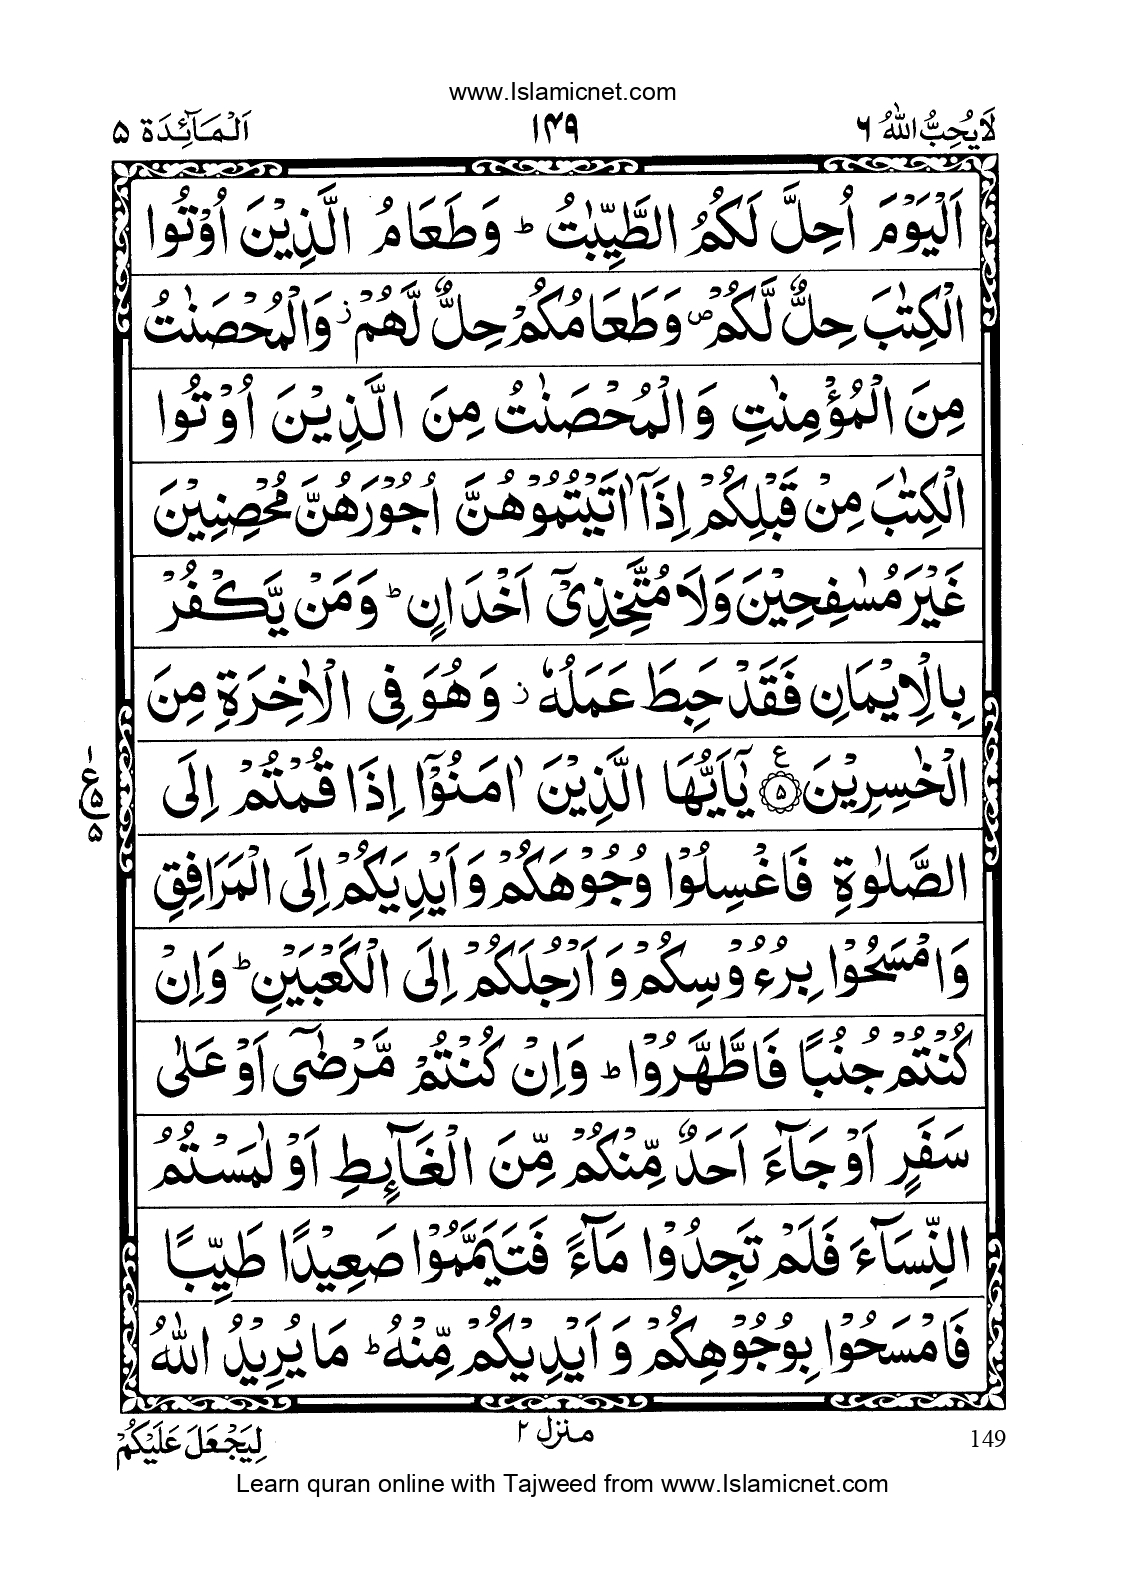 www.Islamicnet.com
لَا يُحِبُّ اللّٰهُ ٦ ١٤٩ اَلْمَآئِدَة ٥
اَلْيَوْمَ اُحِلَّ لَكُمُ الطَّيِّبٰتُ ؕ وَطَعَامُ الَّذِيْنَ اُوْتُوا
الْكِتٰبَ حِلٌّ لَّكُمْ ۪ وَطَعَامُكُمْ حِلٌّ لَّهُمْ ؗ وَالْمُحْصَنٰتُ
مِنَ الْمُؤْمِنٰتِ وَالْمُحْصَنٰتُ مِنَ الَّذِيْنَ اُوْتُوا
الْكِتٰبَ مِنْ قَبْلِكُمْ اِذَاۤ اٰتَيْتُمُوْهُنَّ اُجُوْرَهُنَّ مُحْصِنِيْنَ
غَيْرَ مُسٰفِحِيْنَ وَلَا مُتَّخِذِيْۤ اَخْدَانٍ ؕ وَمَنْ يَّكْفُرْ
بِالْاِيْمَانِ فَقَدْ حَبِطَ عَمَلُهٗ ؗ وَهُوَ فِى الْاٰخِرَةِ مِنَ
الْخٰسِرِيْنَ ۧ ٥ يٰۤاَيُّهَا الَّذِيْنَ اٰمَنُوْۤا اِذَا قُمْتُمْ اِلَى
ع ٥ ٥
الصَّلٰوةِ فَاغْسِلُوْا وُجُوْهَكُمْ وَاَيْدِيَكُمْ اِلَى الْمَرَافِقِ
وَامْسَحُوْا بِرُءُوْسِكُمْ وَاَرْجُلَكُمْ اِلَى الْكَعْبَيْنِ ؕ وَاِنْ
كُنْتُمْ جُنُبًا فَاطَّهَّرُوْا ؕ وَاِنْ كُنْتُمْ مَّرْضٰۤى اَوْ عَلٰى
سَفَرٍ اَوْ جَآءَ اَحَدٌ مِّنْكُمْ مِّنَ الْغَآىِٕطِ اَوْ لٰمَسْتُمُ
النِّسَآءَ فَلَمْ تَجِدُوْا مَآءً فَتَيَمَّمُوْا صَعِيْدًا طَيِّبًا
فَامْسَحُوْا بِوُجُوْهِكُمْ وَاَيْدِيْكُمْ مِّنْهُ ؕ مَا يُرِيْدُ اللّٰهُ
منزل ٢
لِيَجْعَلَ عَلَيْكُمْ
149
Learn quran online with Tajweed from www.Islamicnet.com